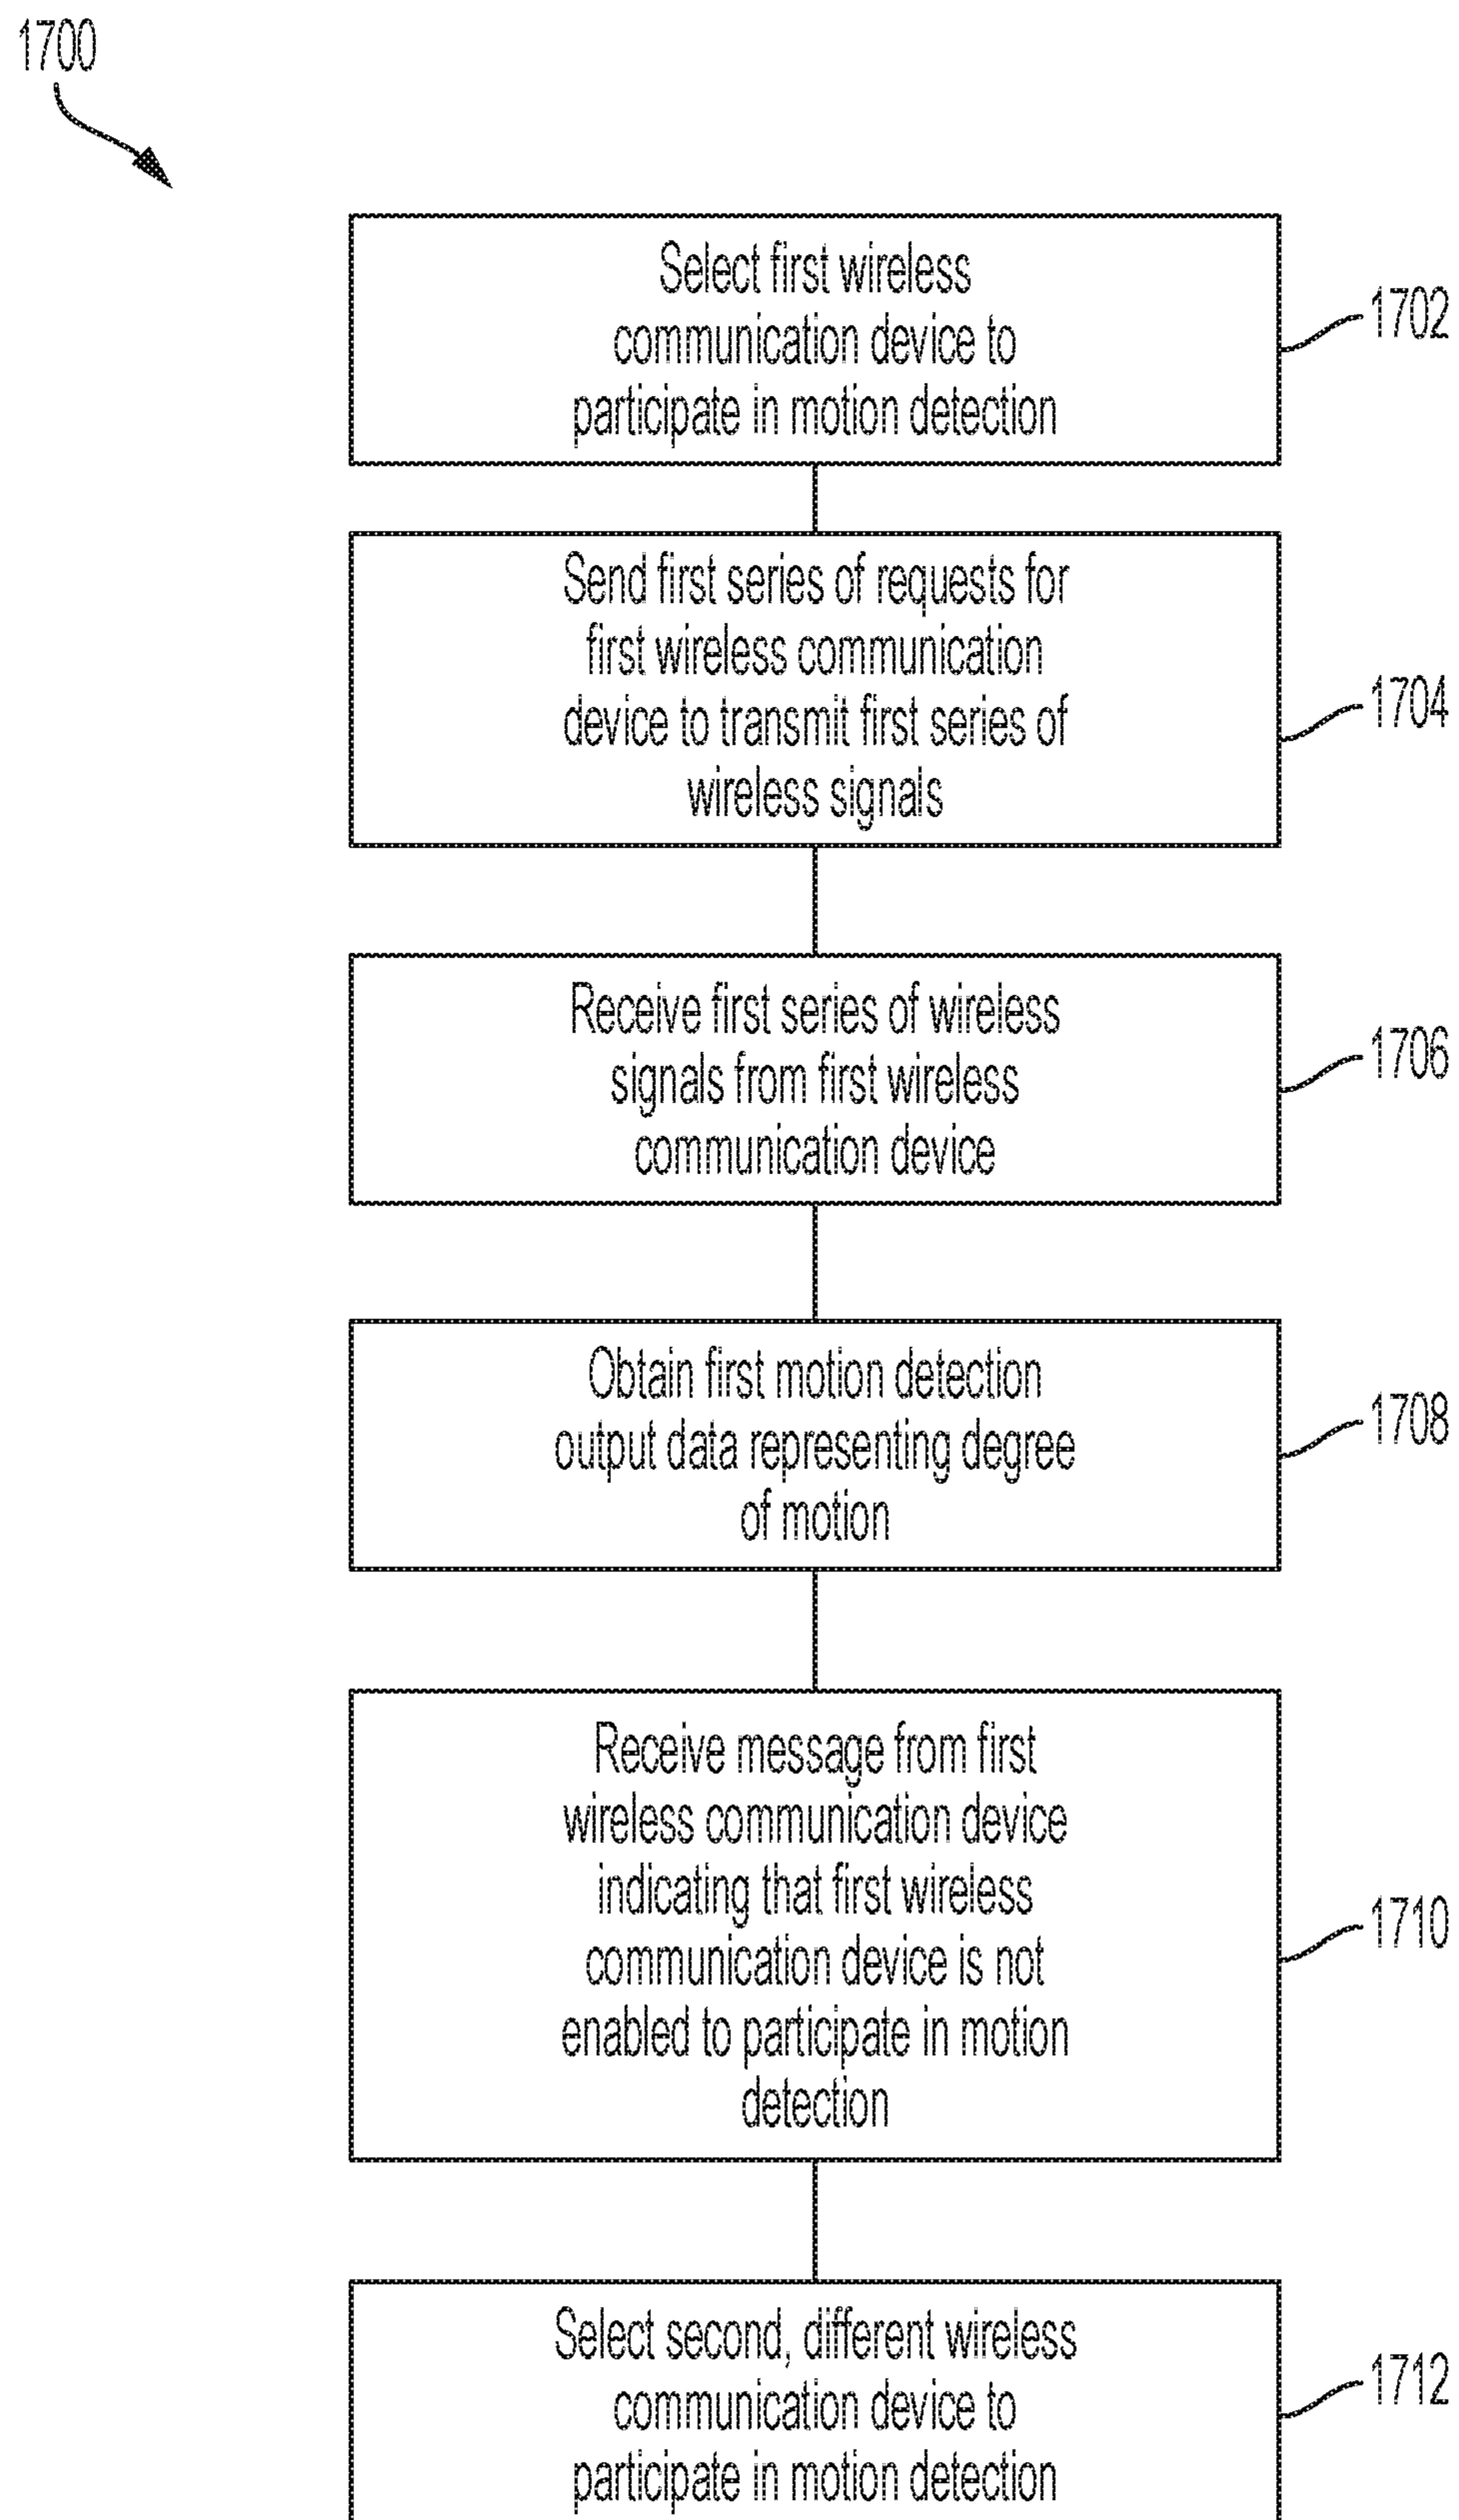 1700
Select first wireless
communication device to
participate in motion detection
1702
Send first series of requests for
first wireless communication
device to transmit first series of
wireless signals
1704
Receive first series of wireless
signals from first wireless
communication device
1706
Obtain first motion detection
output data representing degree
of motion
1708
Receive message from first
wireless communication device
indicating that first wireless
communication device is not
enabled to participate in motion
detection
1710
Select second, different wireless
communication device to
participate in motion detection
1712